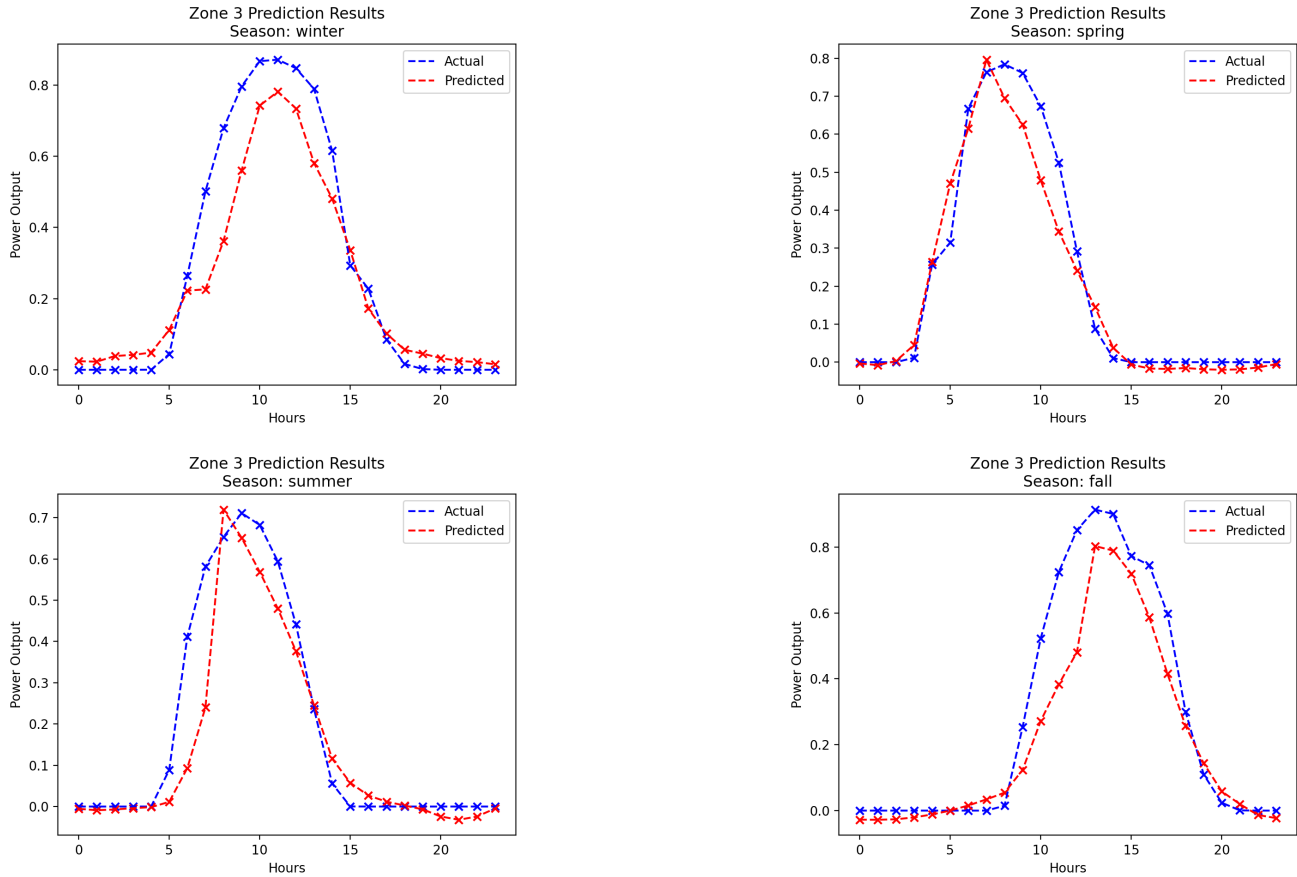 Zone 3 Prediction Results
Season: winter
Actual
Predicted
Power Output
0.8
0.6
0.4
0.2
0.0
0 5 10 15 20
Hours
Zone 3 Prediction Results
Season: spring
Actual
Predicted
Power Output
0.8
0.7
0.6
0.5
0.4
0.3
0.2
0.1
0.0
0 5 10 15 20
Hours
Zone 3 Prediction Results
Season: summer
Actual
Predicted
Power Output
0.7
0.6
0.5
0.4
0.3
0.2
0.1
0.0
0 5 10 15 20
Hours
Zone 3 Prediction Results
Season: fall
Actual
Predicted
Power Output
0.8
0.6
0.4
0.2
0.0
0 5 10 15 20
Hours